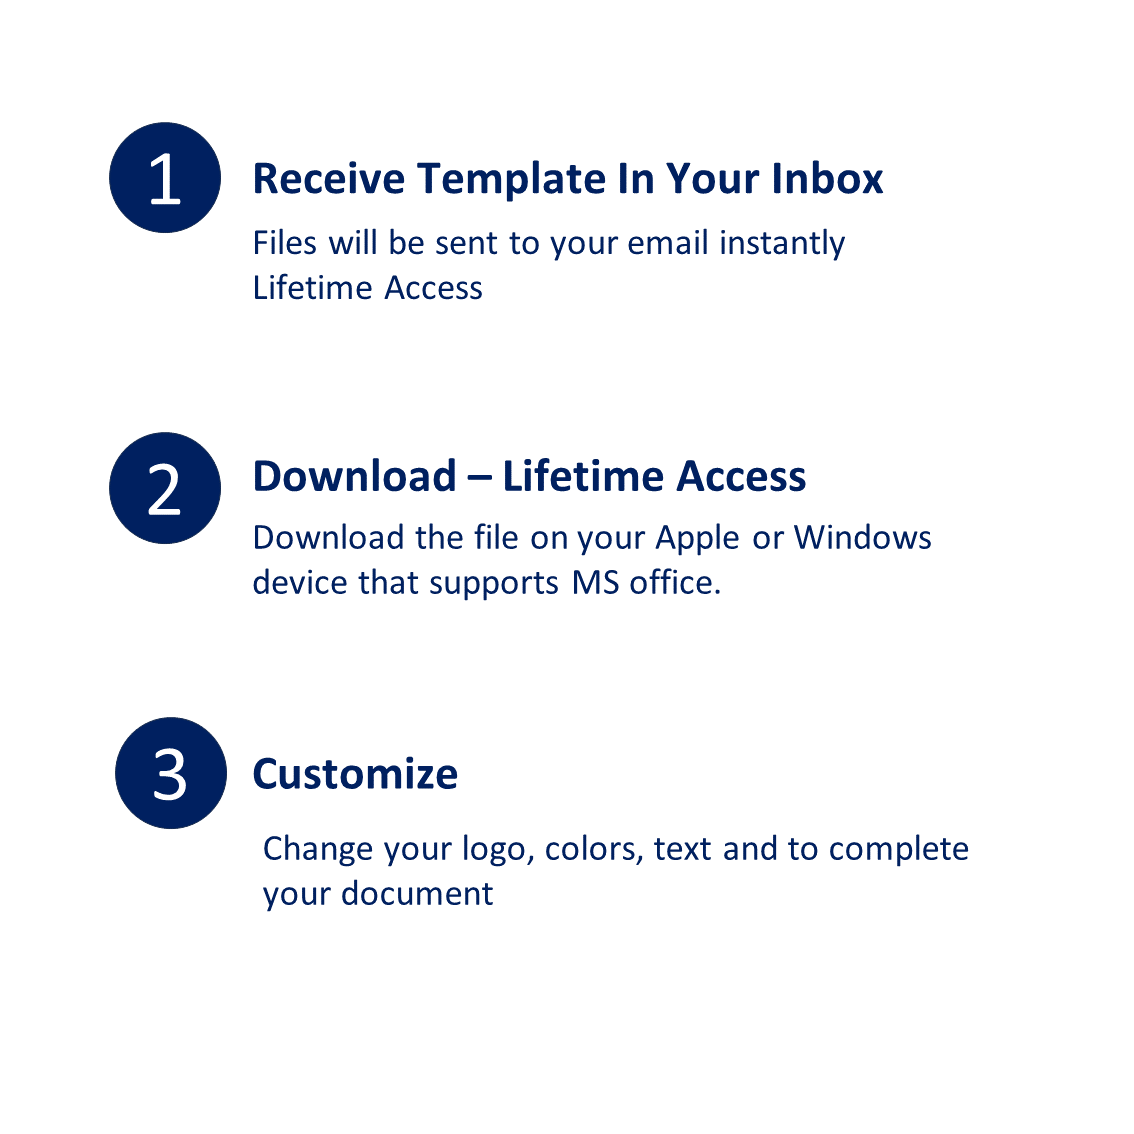 1
Receive Template In Your Inbox
Files will be sent to your email instantly
Lifetime Access
2
Download – Lifetime Access
Download the file on your Apple or Windows
device that supports MS office.
3
Customize
Change your logo, colors, text and to complete
your document